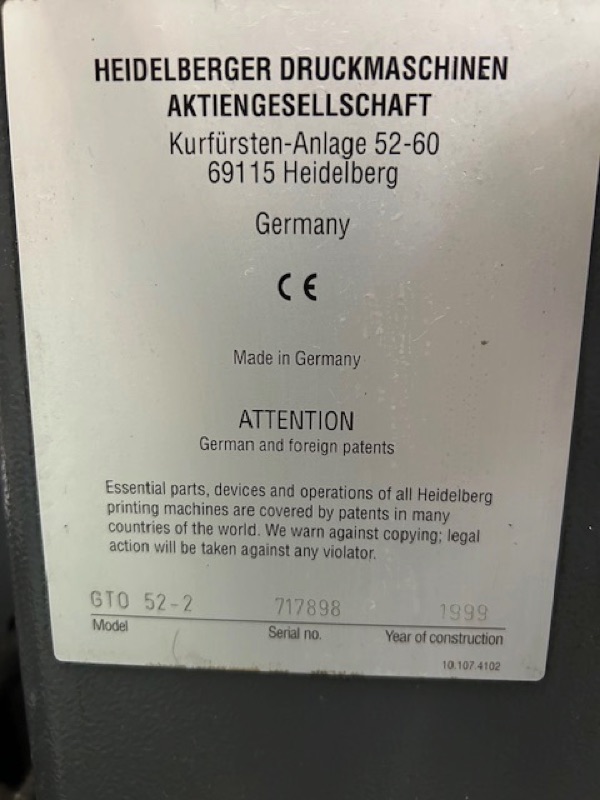 HEIDELBERGER DRUCKMASCHINEN
AKTIENGESELLSCHAFT
Kurfürsten-Anlage 52-60
69115 Heidelberg
Germany
CE
Made in Germany
ATTENTION
German and foreign patents
Essential parts, devices and operations of all Heidelberg
printing machines are covered by patents in many
countries of the world. We warn against copying; legal
action will be taken against any violator.
GTO 52-2 717898 1999
Model Serial no. Year of construction
10.107.4102